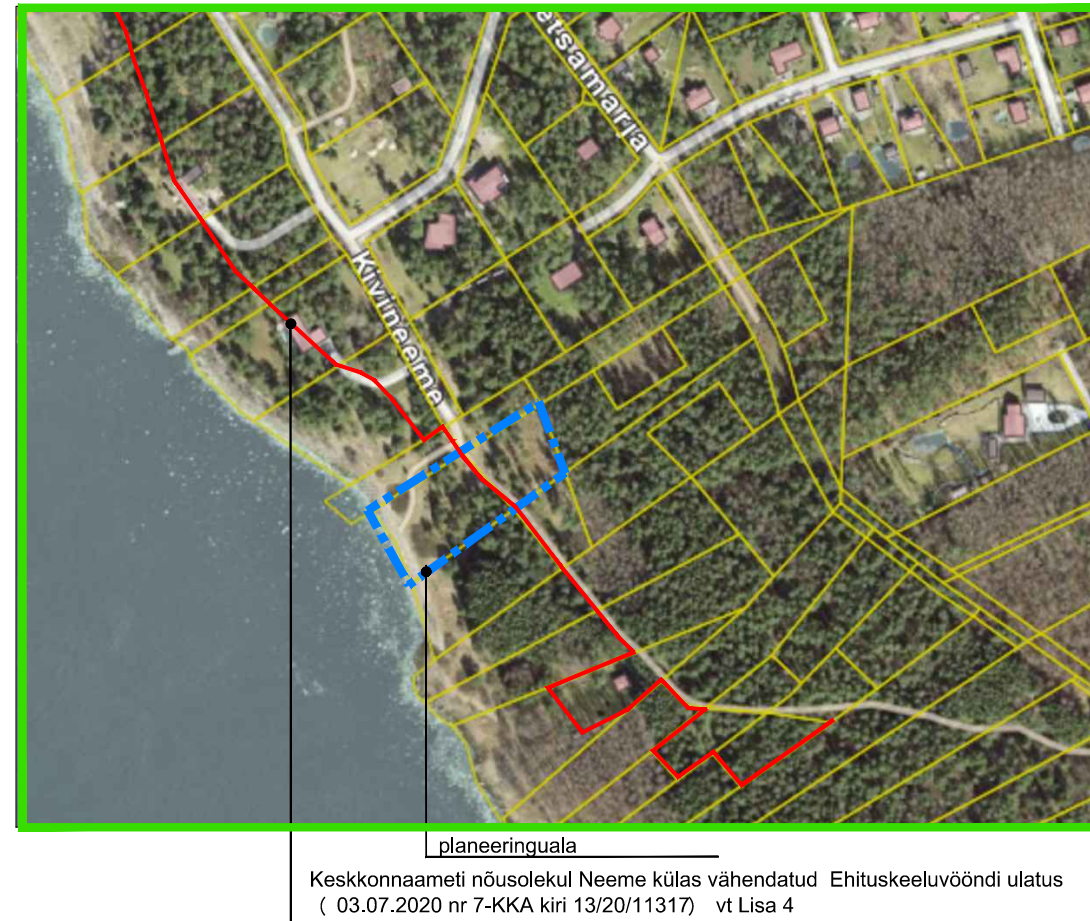 atsamarja
Kivineeme
planeeringuala
Keskkonnaameti nõusolekul Neeme külas vähendatud Ehituskeeluvööndi ulatus
( 03.07.2020 nr 7-KKA kiri 13/20/11317) vt Lisa 4